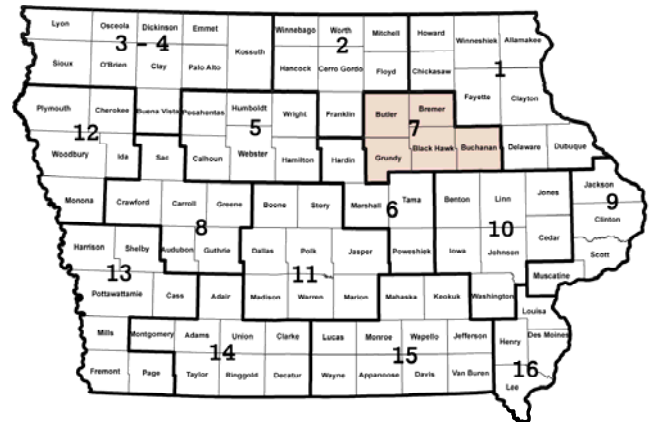 Lyon Osceola Dickinson Emmet Winnebago Worth Mitchell Howard Winneshiek Allamakee
3 - 4 Kossuth 2 1
Sioux O'Brien Clay Palo Alto Hancock Cerro Gordo Floyd Chickasaw
Fayette Clayton
Plymouth Cherokee Buena Vista Pocahontas Humboldt Wright Franklin Butler Bremer
12 5 7
Woodbury Ida Sac Calhoun Webster Hamilton Hardin Grundy Black Hawk Buchanan Delaware Dubuque
Monona Crawford Carroll Greene Boone Story Marshall Tama Benton Linn Jones Jackson
8 6 10 9
Clinton
Harrison Shelby Audubon Guthrie Dallas Polk Jasper Poweshiek Iowa Johnson Cedar Scott
13 11
Pottawattamie Cass Adair Madison Warren Marion Mahaska Keokuk Washington Muscatine
Louisa
Mills Montgomery Adams Union Clarke Lucas Monroe Wapello Jefferson Henry Des Moines
14 15 16
Fremont Page Taylor Ringgold Decatur Wayne Appanoose Davis Van Buren Lee